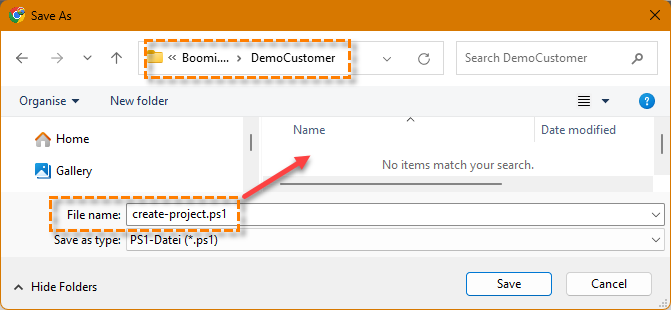 Save As
« Boomi.... > DemoCustomer
Search DemoCustomer
Organise
New folder
?
Home
Gallery
Name
Date modified
No items match your search.
File name: create-project.ps1
Save as type: PS1-Datei (*.ps1)
Hide Folders
Save
Cancel